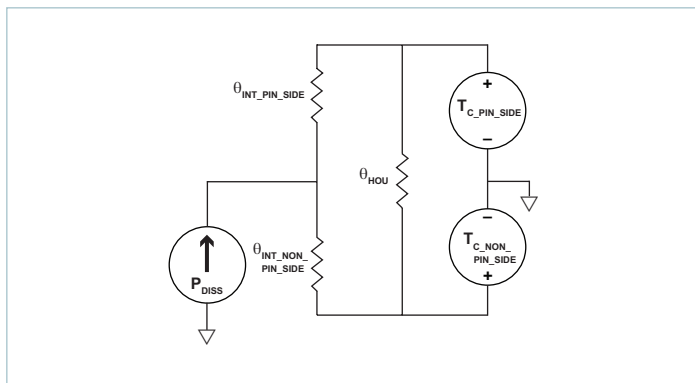 θINT_PIN_SIDE
+
TC_PIN_SIDE
−
θHOU
−
TC_NON_
PIN_SIDE
+
θINT_NON_
PIN_SIDE
PDISS